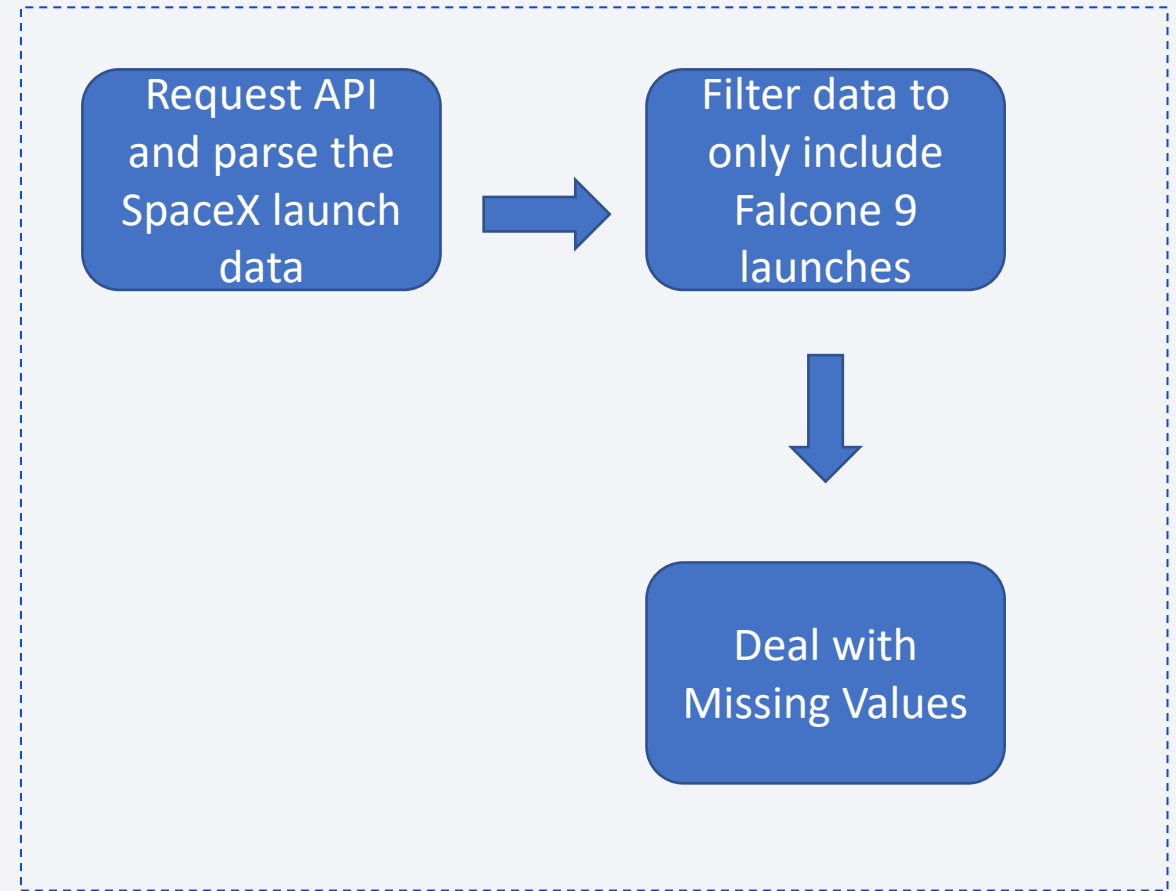 Request API
and parse the
SpaceX launch
data
Filter data to
only include
Falcone 9
launches
Deal with
Missing Values